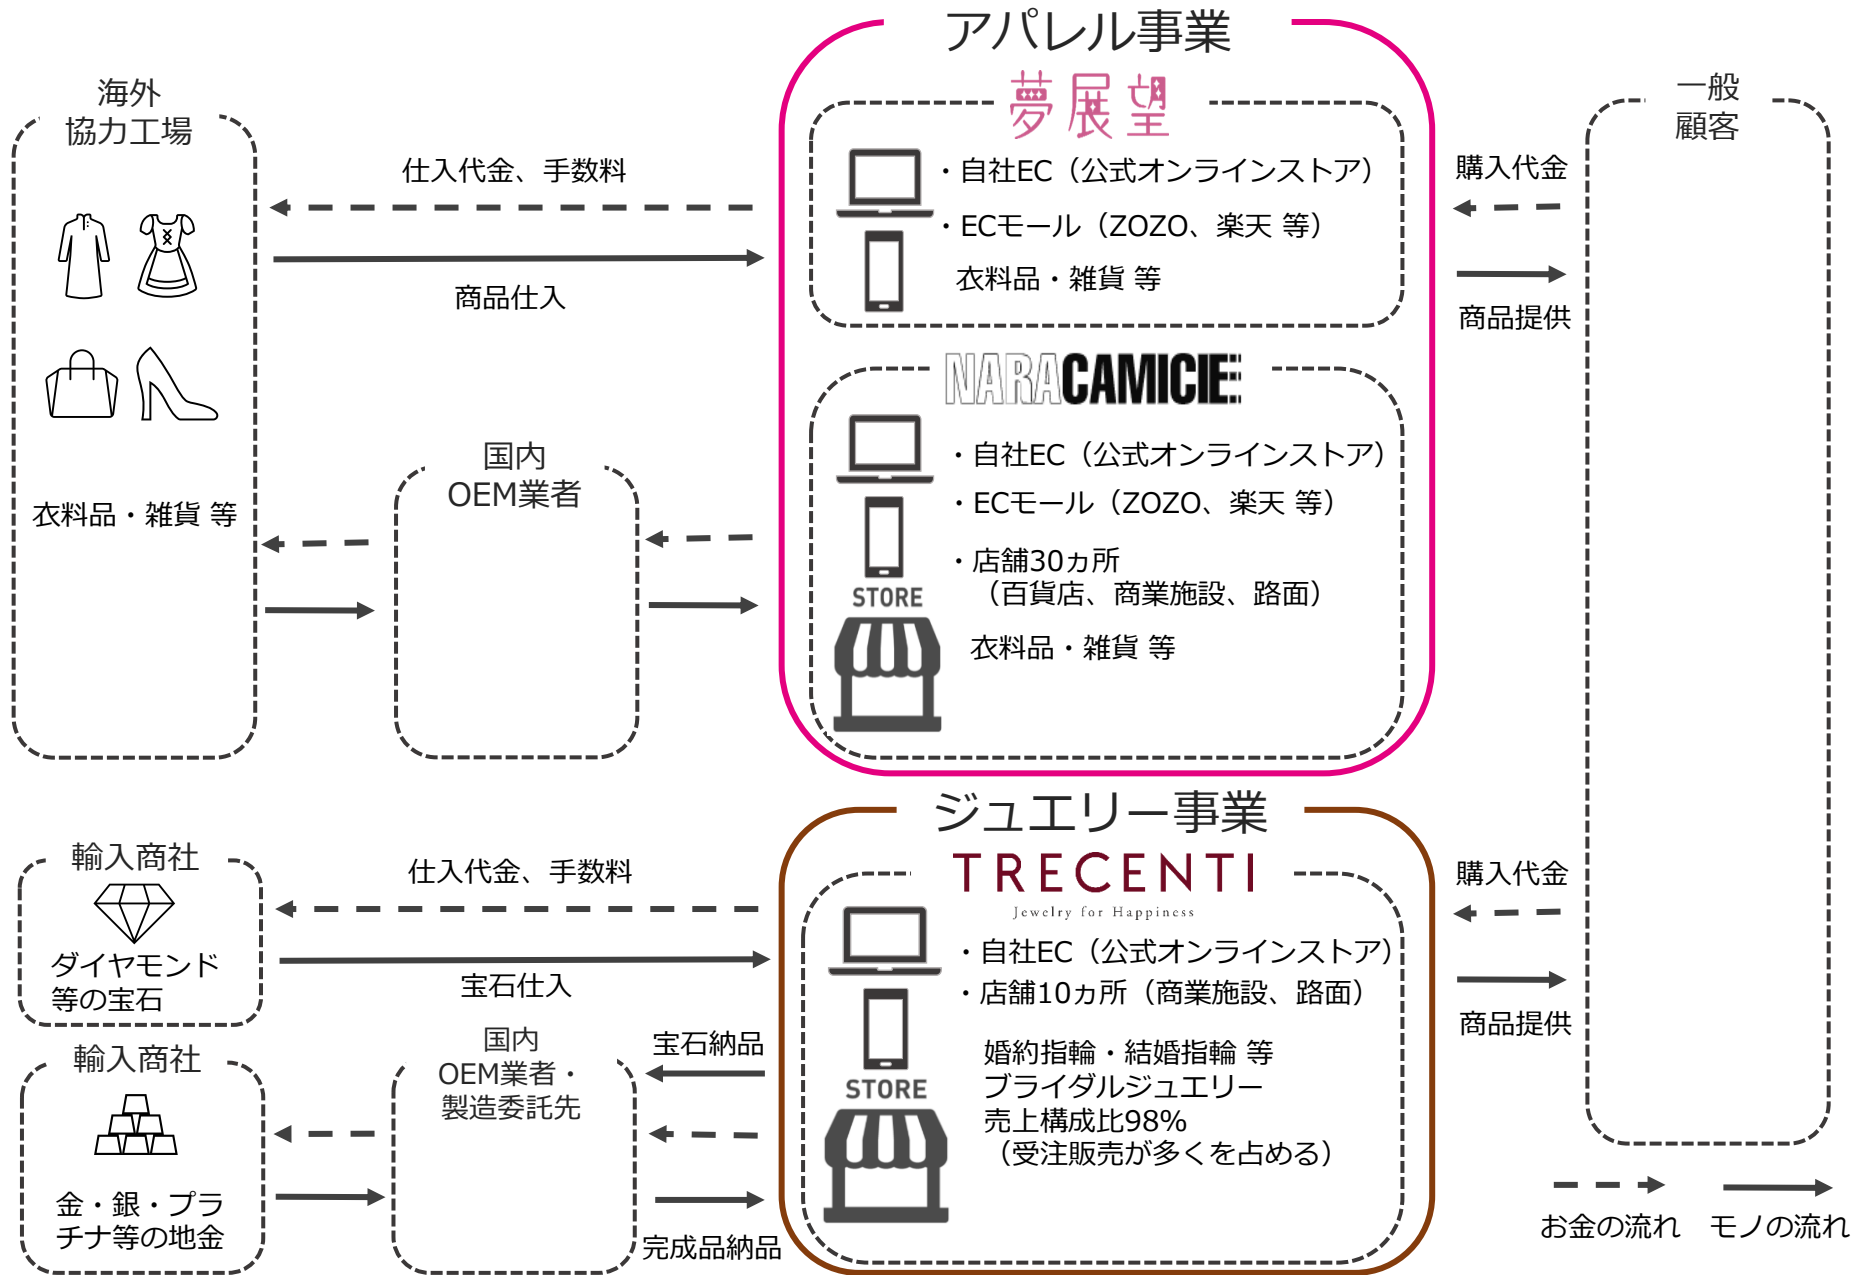 アパレル事業
夢展望
・自社EC（公式オンラインストア）
・ECモール（ZOZO、楽天 等）
衣料品・雑貨 等
NARACAMICIE
・自社EC（公式オンラインストア）
・ECモール（ZOZO、楽天 等）
・店舗30ヵ所
（百貨店、商業施設、路面）
STORE
衣料品・雑貨 等
海外
協力工場
衣料品・雑貨 等
仕入代金、手数料
商品仕入
国内
OEM業者
一般
顧客
購入代金
商品提供
ジュエリー事業
TRECENTI
Jewelry for Happiness
・自社EC（公式オンラインストア）
・店舗10ヵ所（商業施設、路面）
婚約指輪・結婚指輪 等
ブライダルジュエリー
売上構成比98%
（受注販売が多くを占める）
STORE
輸入商社
ダイヤモンド
等の宝石
仕入代金、手数料
宝石仕入
輸入商社
金・銀・プラ
チナ等の地金
国内
OEM業者・
製造委託先
宝石納品
完成品納品
購入代金
商品提供
お金の流れ
モノの流れ